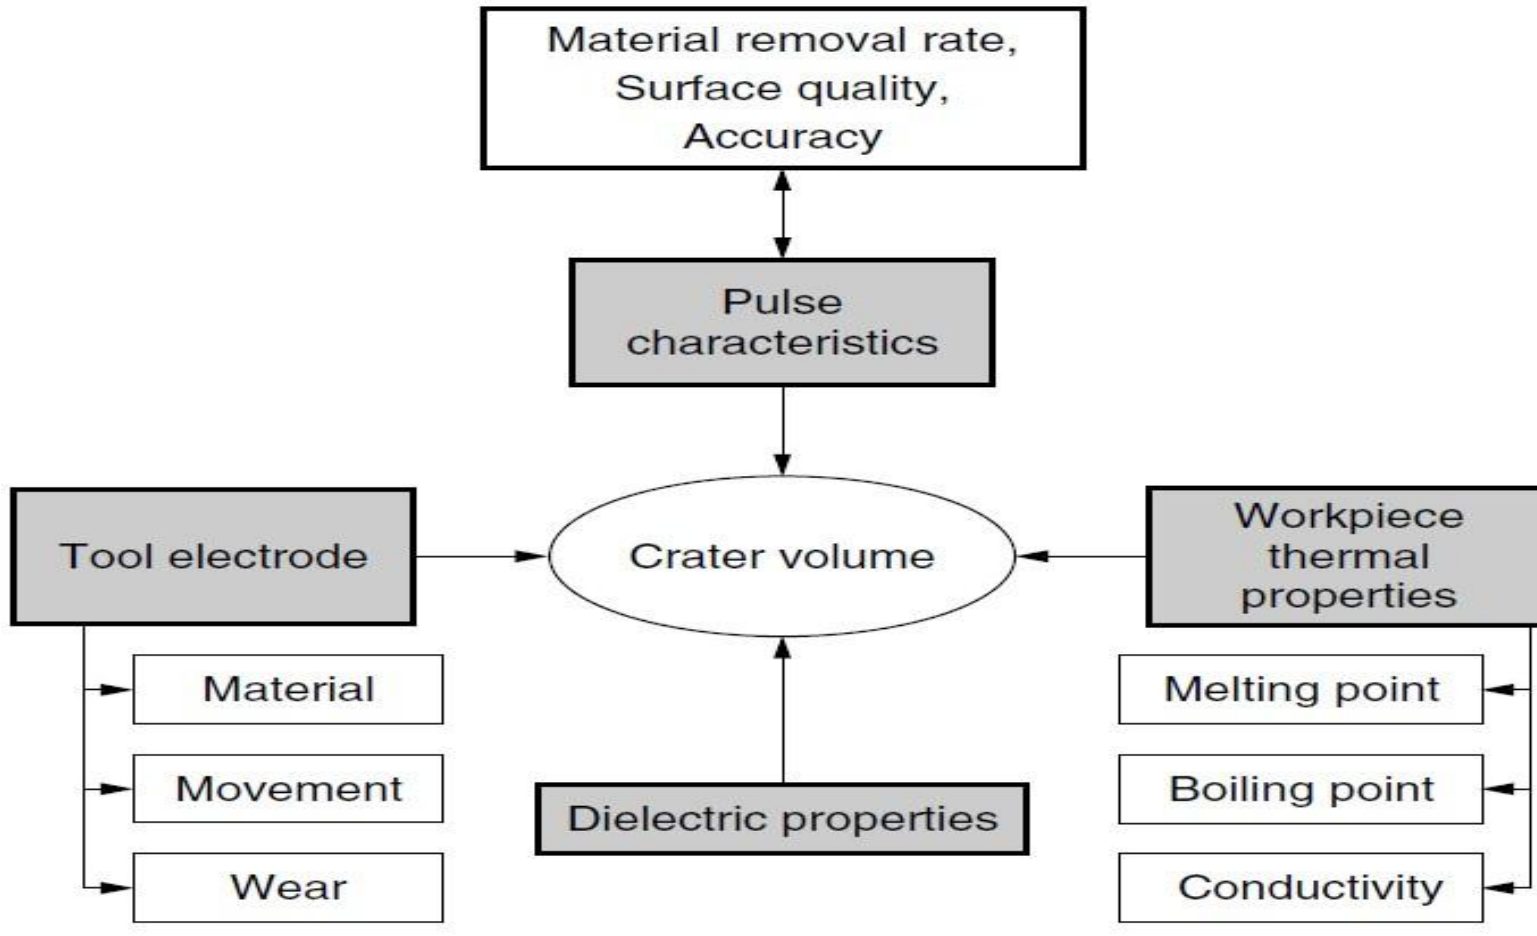 Material removal rate,
Surface quality,
Accuracy
Pulse
characteristics
Tool electrode
Crater volume
Workpiece
thermal
properties
Material
Movement
Wear
Dielectric properties
Melting point
Boiling point
Conductivity